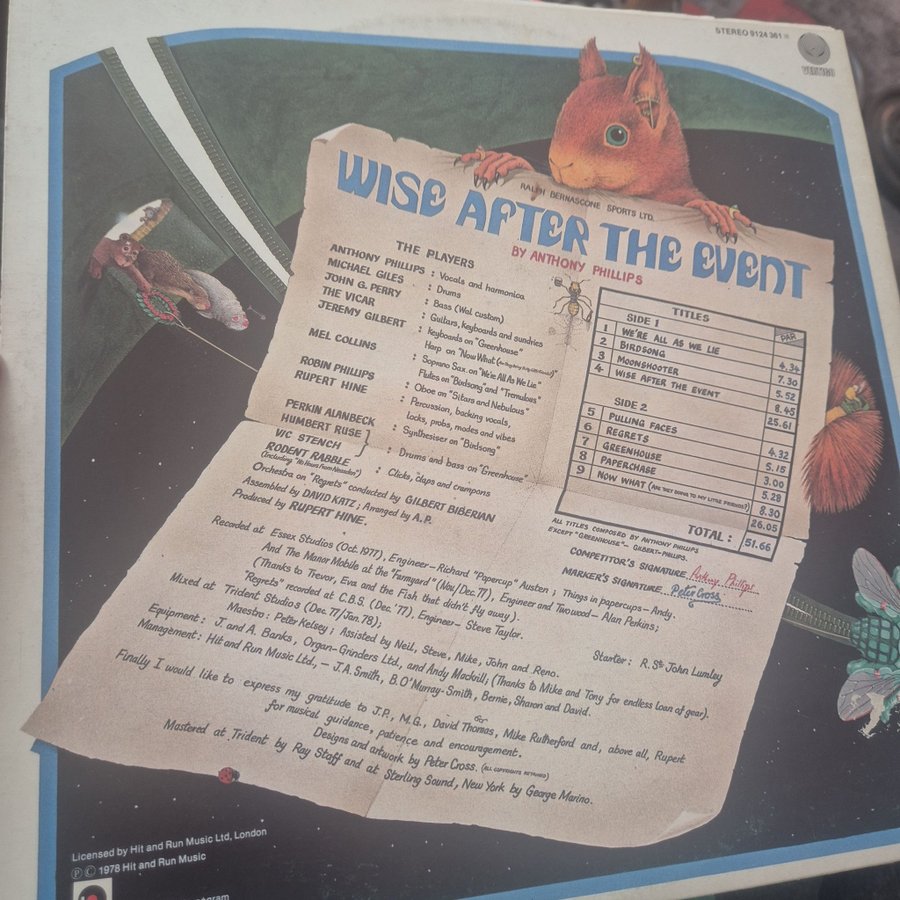 STEREO 9124 361
VERTIGO
RALPH BERNASCONE SPORTS LTD.
WISE AFTER THE EVENT
BY ANTHONY PHILLIPS
THE PLAYERS
ANTHONY PHILLIPS : Vocals and harmonica
MICHAEL GILES : Drums
JOHN G. PERRY : Bass (Wal custom)
THE VICAR : Guitars, keyboards and sundries
JEREMY GILBERT : Keyboards on "Greenhouse"
Harp on "Now What
MEL COLLINS : Soprano Sax on "We're All As We Lie"
Flutes on "Birdsong" and "Tremulous"
ROBIN PHILLIPS : Oboe on "Sitars and Nebulous"
RUPERT HINE : Percussion, backing vocals,
locks, probs, modes and vibes
PERKIN ALANBECK : Synthesiser on "Birdsong"
HUMBERT RUSE }
VIC STENCH } : Drums and bass on "Greenhouse"
RODENT RABBLE : Clicks, claps and crampons
Orchestra on "Regrets" conducted by GILBERT BIBERIAN
Assembled by DAVID KATZ ; Arranged by A.P.
Produced by RUPERT HINE.
TITLES PAR
SIDE 1
1 WE'RE ALL AS WE LIE 4.34
2 BIRDSONG 7.30
3 MOONSHOOTER 5.52
4 WISE AFTER THE EVENT 8.45
25.61
SIDE 2
5 PULLING FACES 4.32
6 REGRETS 5.15
7 GREENHOUSE 3.00
8 PAPERCHASE 5.28
9 NOW WHAT (ARE THEY DOING TO MY LITTLE FRIENDS?) 8.30
26.05
TOTAL : 51.66
ALL TITLES COMPOSED BY ANTHONY PHILLIPS
EXCEPT "GREENHOUSE" – GILBERT-PHILLIPS.
COMPETITOR'S SIGNATURE Anthony Phillips
MARKER'S SIGNATURE Peter Cross
Recorded at Essex Studios (Oct. 1977), Engineer – Richard "Papercup" Austen ; Things in papercups – Andy.
And The Manor Mobile at the "Farmyard" (Nov/Dec. 77), Engineer and Twowood – Alan Perkins ;
(Thanks to Trevor, Eva and the Fish that didn't fly away).
"Regrets" recorded at C.B.S. (Dec. '77), Engineer – Steve Taylor.
Mixed at Trident Studios (Dec. 77/Jan. 78);
Maestro : Peter Kelsey ; Assisted by Neil, Steve, Mike, John and Reno.
Starter : R. St. John Lumley
Equipment : J. and A. Banks, Organ-Grinders Ltd., and Andy Mackrill; (Thanks to Mike and Tony for endless loan of gear).
Management : Hit and Run Music Ltd., – J.A. Smith, B. O'Murray-Smith, Bernie, Sharon and David.
Finally I would like to express my gratitude to J.P., M.G., David Thomas, Mike Rutherford and, above all, Rupert
for musical guidance, patience and encouragement.
Designs and artwork by Peter Cross. (ALL COPYRIGHTS RETAINED)
Mastered at Trident by Ray Staff and at Sterling Sound, New York by George Marino.
Licensed by Hit and Run Music Ltd, London
Ⓟ Ⓒ 1978 Hit and Run Music